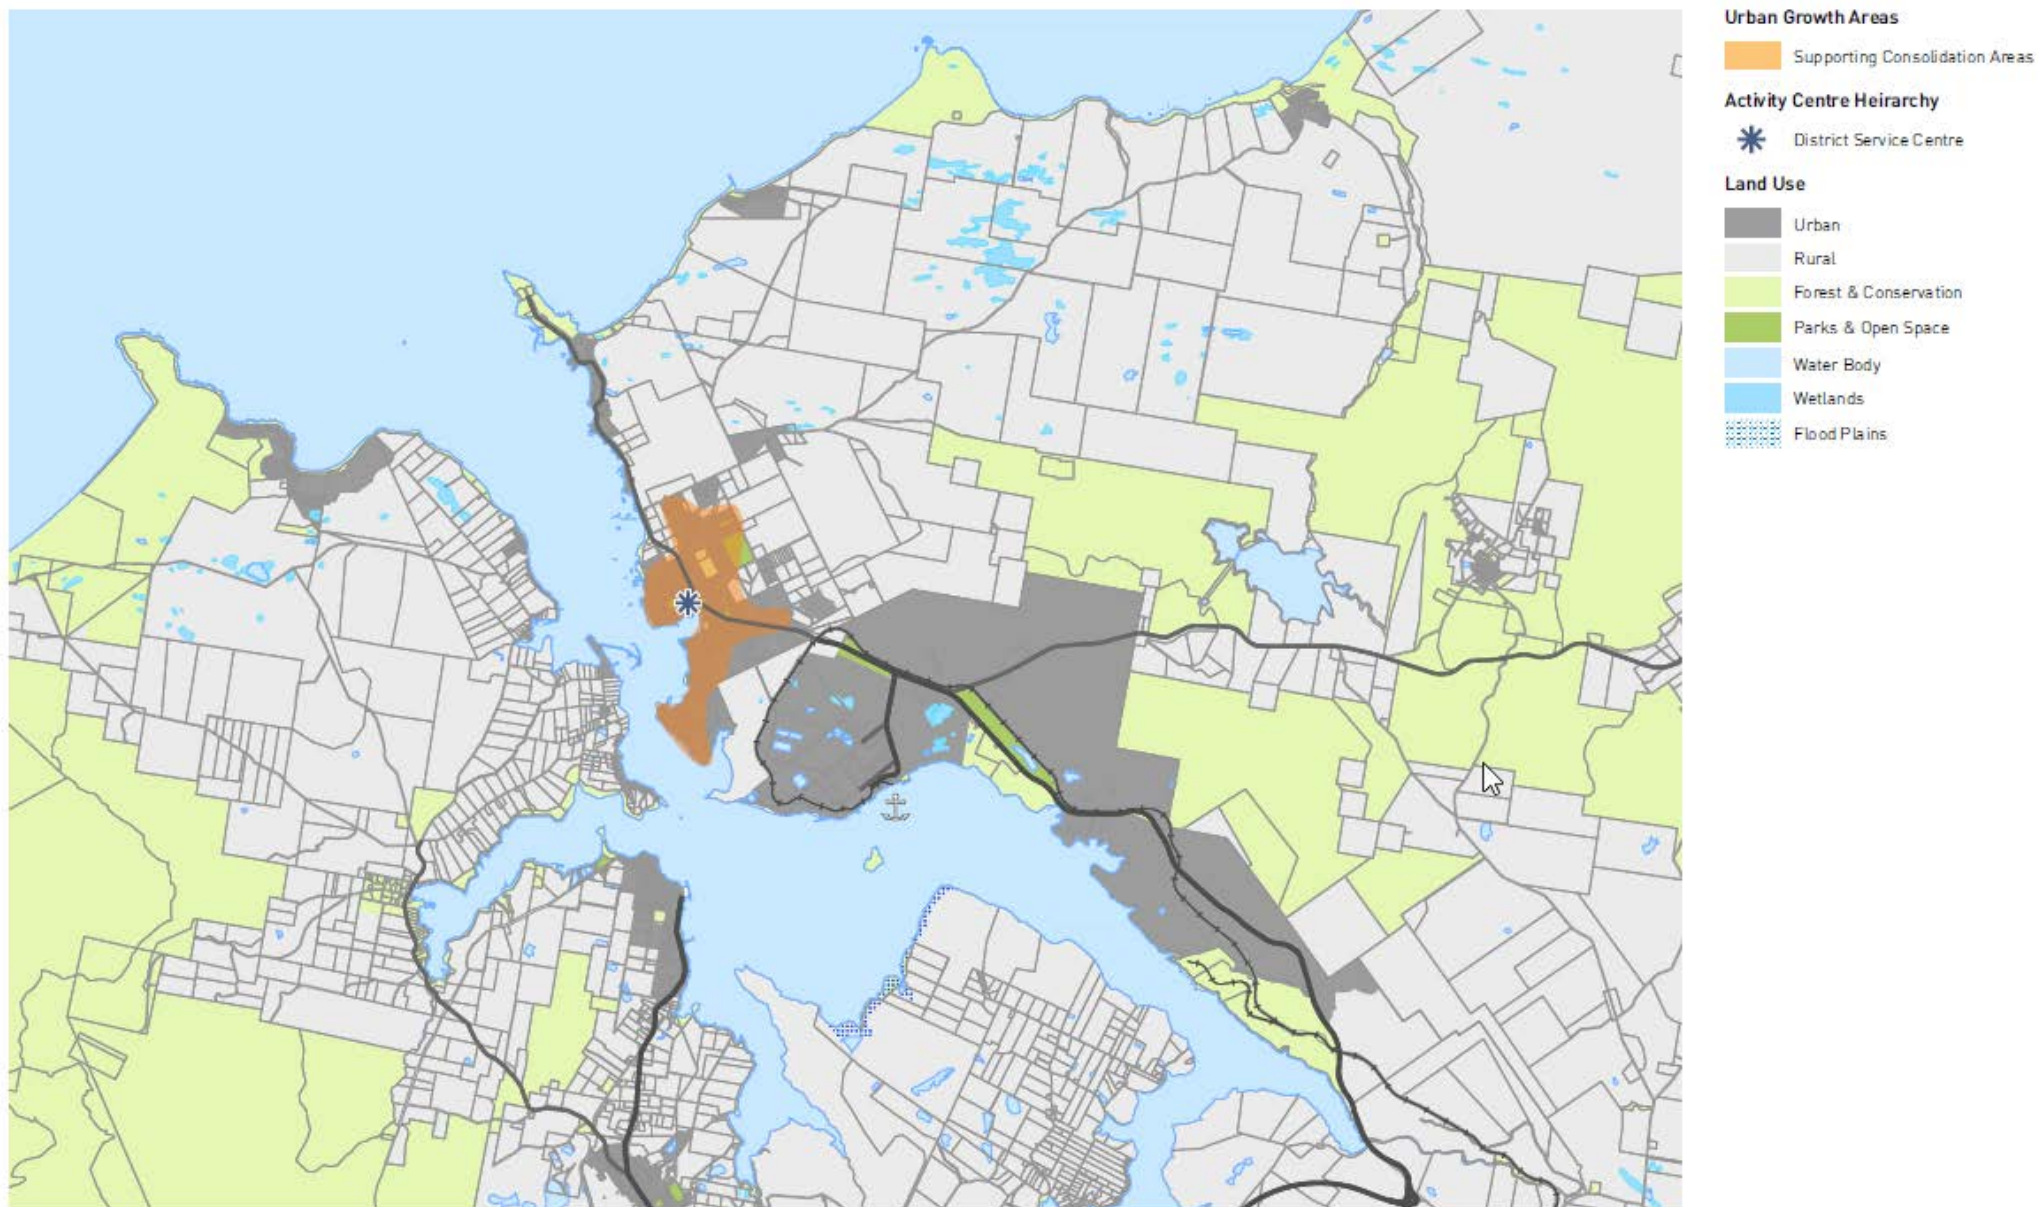 Urban Growth Areas
Supporting Consolidation Areas
Activity Centre Heirarchy
District Service Centre
Land Use
Urban
Rural
Forest & Conservation
Parks & Open Space
Water Body
Wetlands
Flood Plains